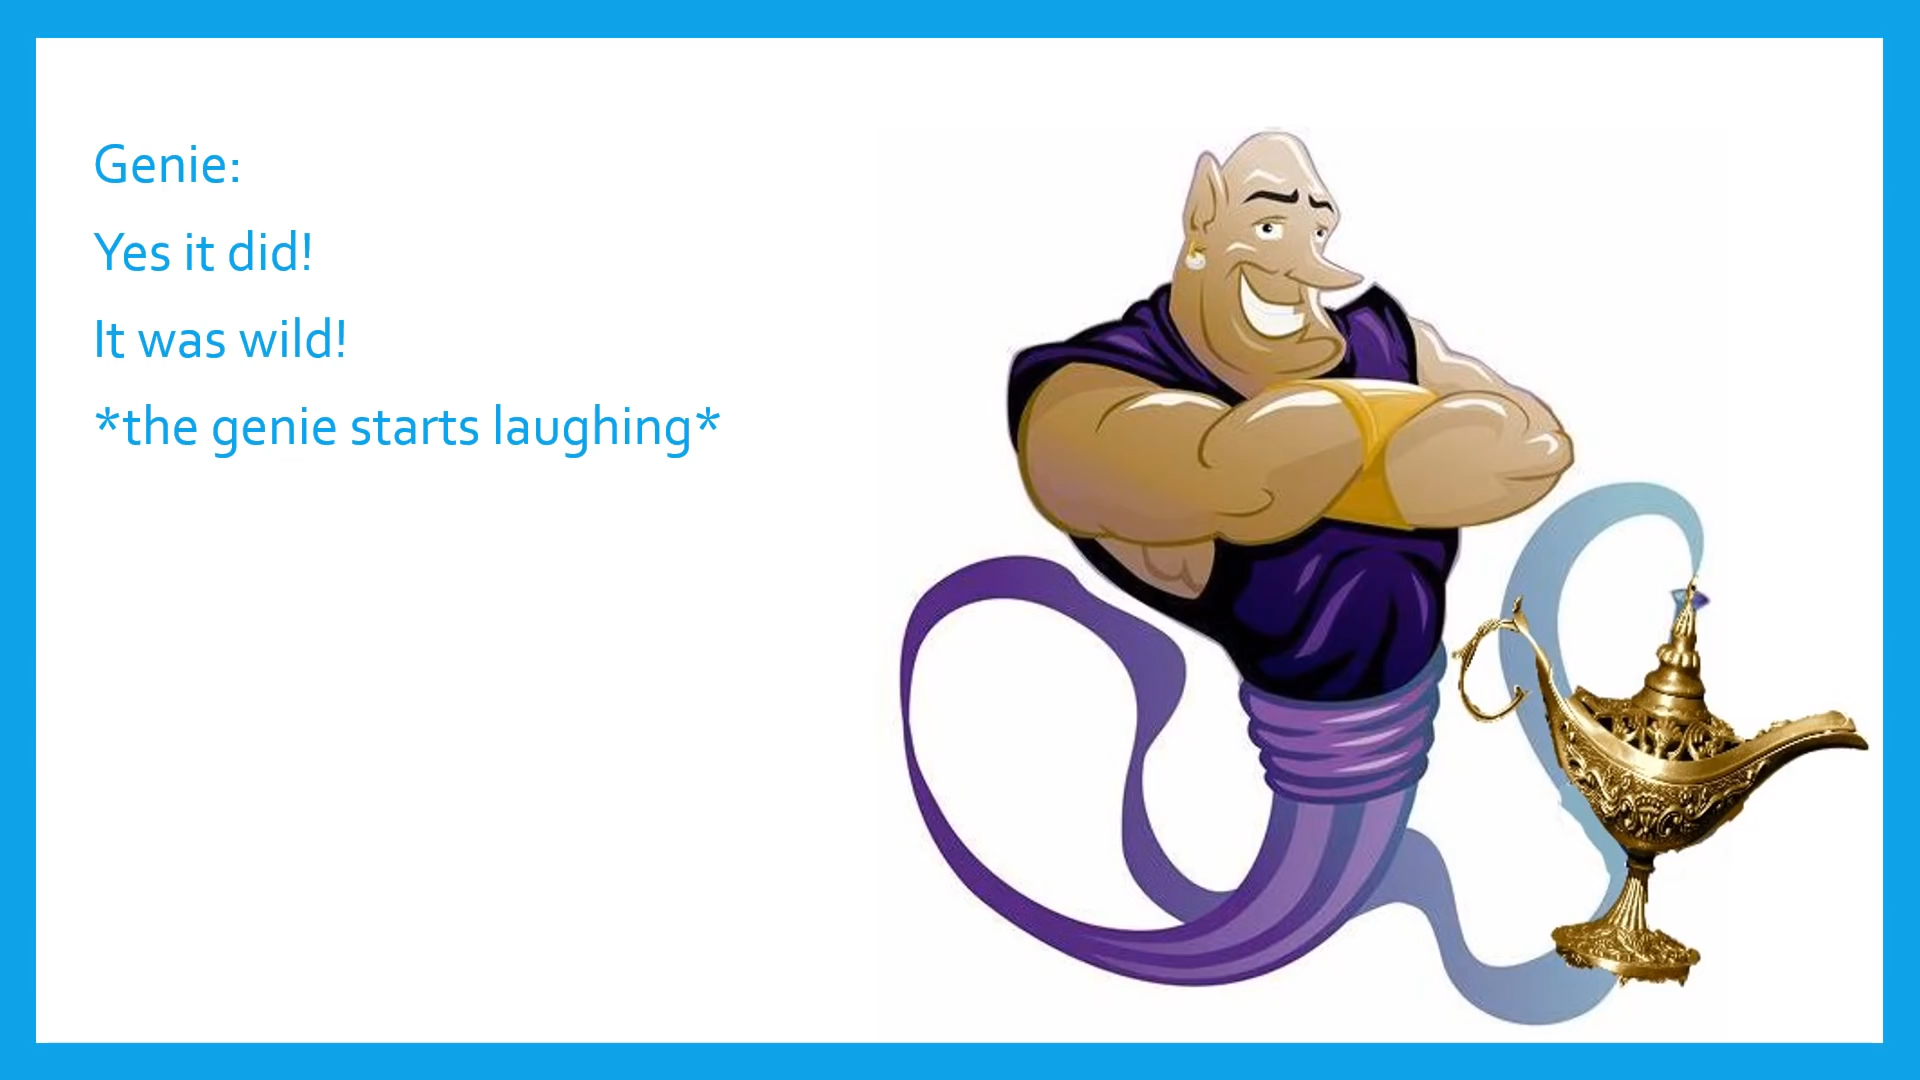 Genie:
Yes it did!
It was wild!
*the genie starts laughing*